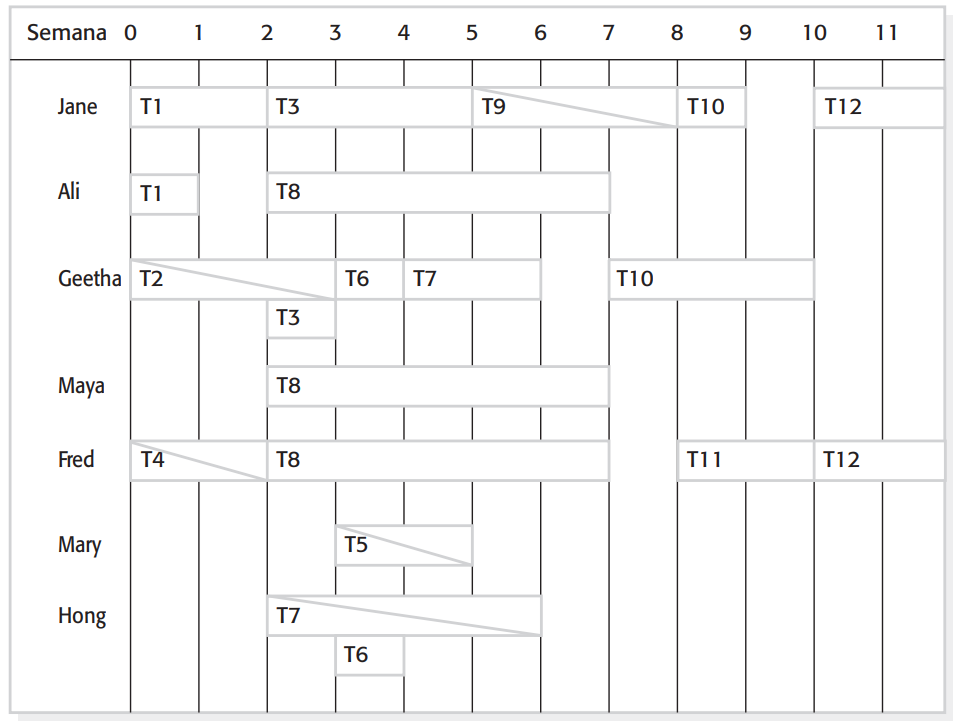 Semana 0 1 2 3 4 5 6 7 8 9 10 11
Jane T1 T3 T9 T10 T12
Ali T1 T8
Geetha T2 T6 T7 T10
T3
Maya T8
Fred T4 T8 T11 T12
Mary T5
Hong T7
T6